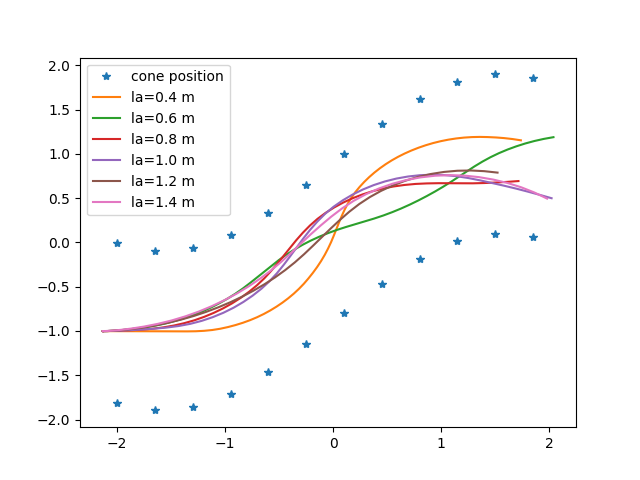 2.0
1.5
1.0
0.5
0.0
−0.5
−1.0
−1.5
−2.0
cone position
la=0.4 m
la=0.6 m
la=0.8 m
la=1.0 m
la=1.2 m
la=1.4 m
−2 −1 0 1 2